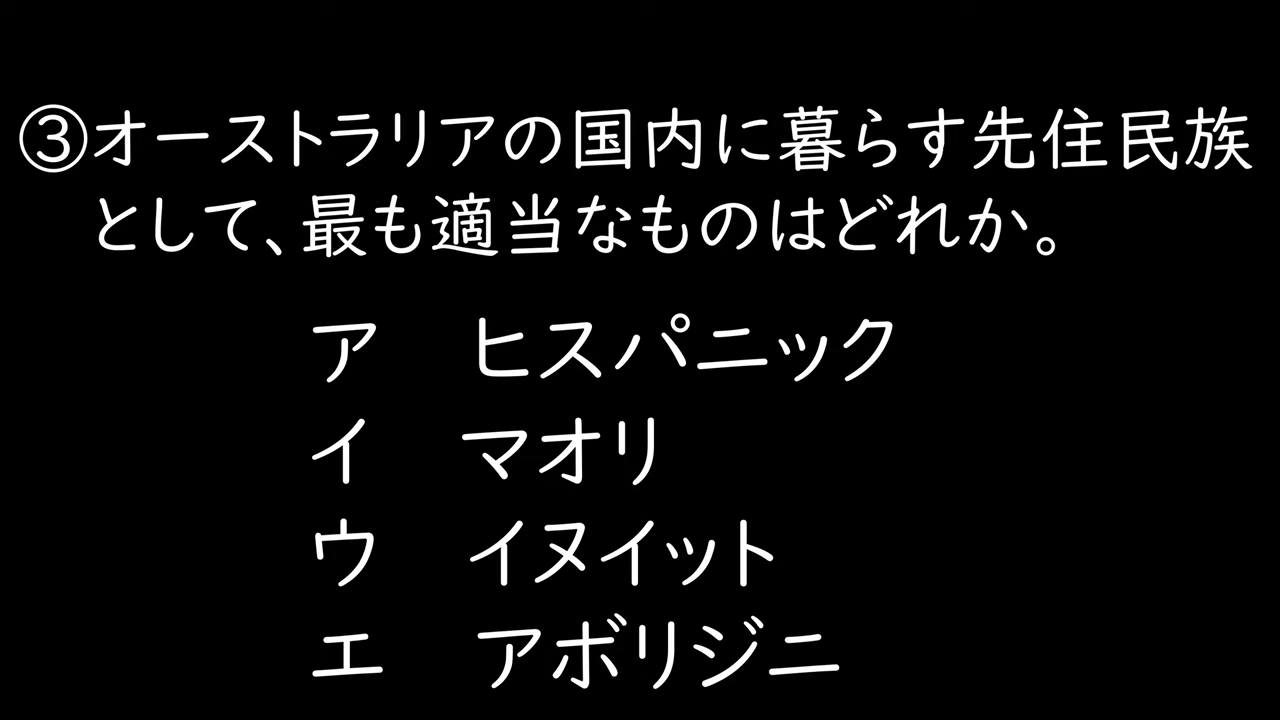 ③オーストラリアの国内に暮らす先住民族
として、最も適当なものはどれか。
ア　ヒスパニック
イ　マオリ
ウ　イヌイット
エ　アボリジニ